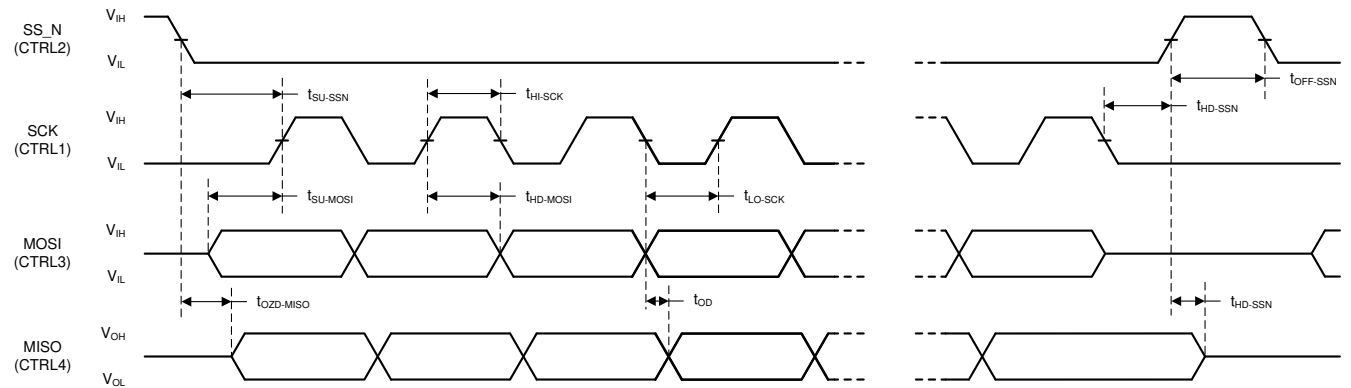 SS_N
(CTRL2)
VIH
VIL
tSU-SSN
tHI-SCK
tHD-SSN
tOFF-SSN
SCK
(CTRL1)
VIH
VIL
tSU-MOSI
tHD-MOSI
tLO-SCK
MOSI
(CTRL3)
VIH
VIL
tOZD-MISO
tOD
tHD-SSN
MISO
(CTRL4)
VOH
VOL